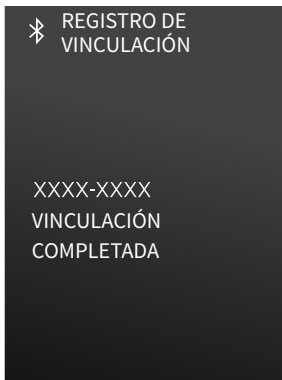 REGISTRO DE
VINCULACIÓN
XXXX-XXXX
VINCULACIÓN
COMPLETADA